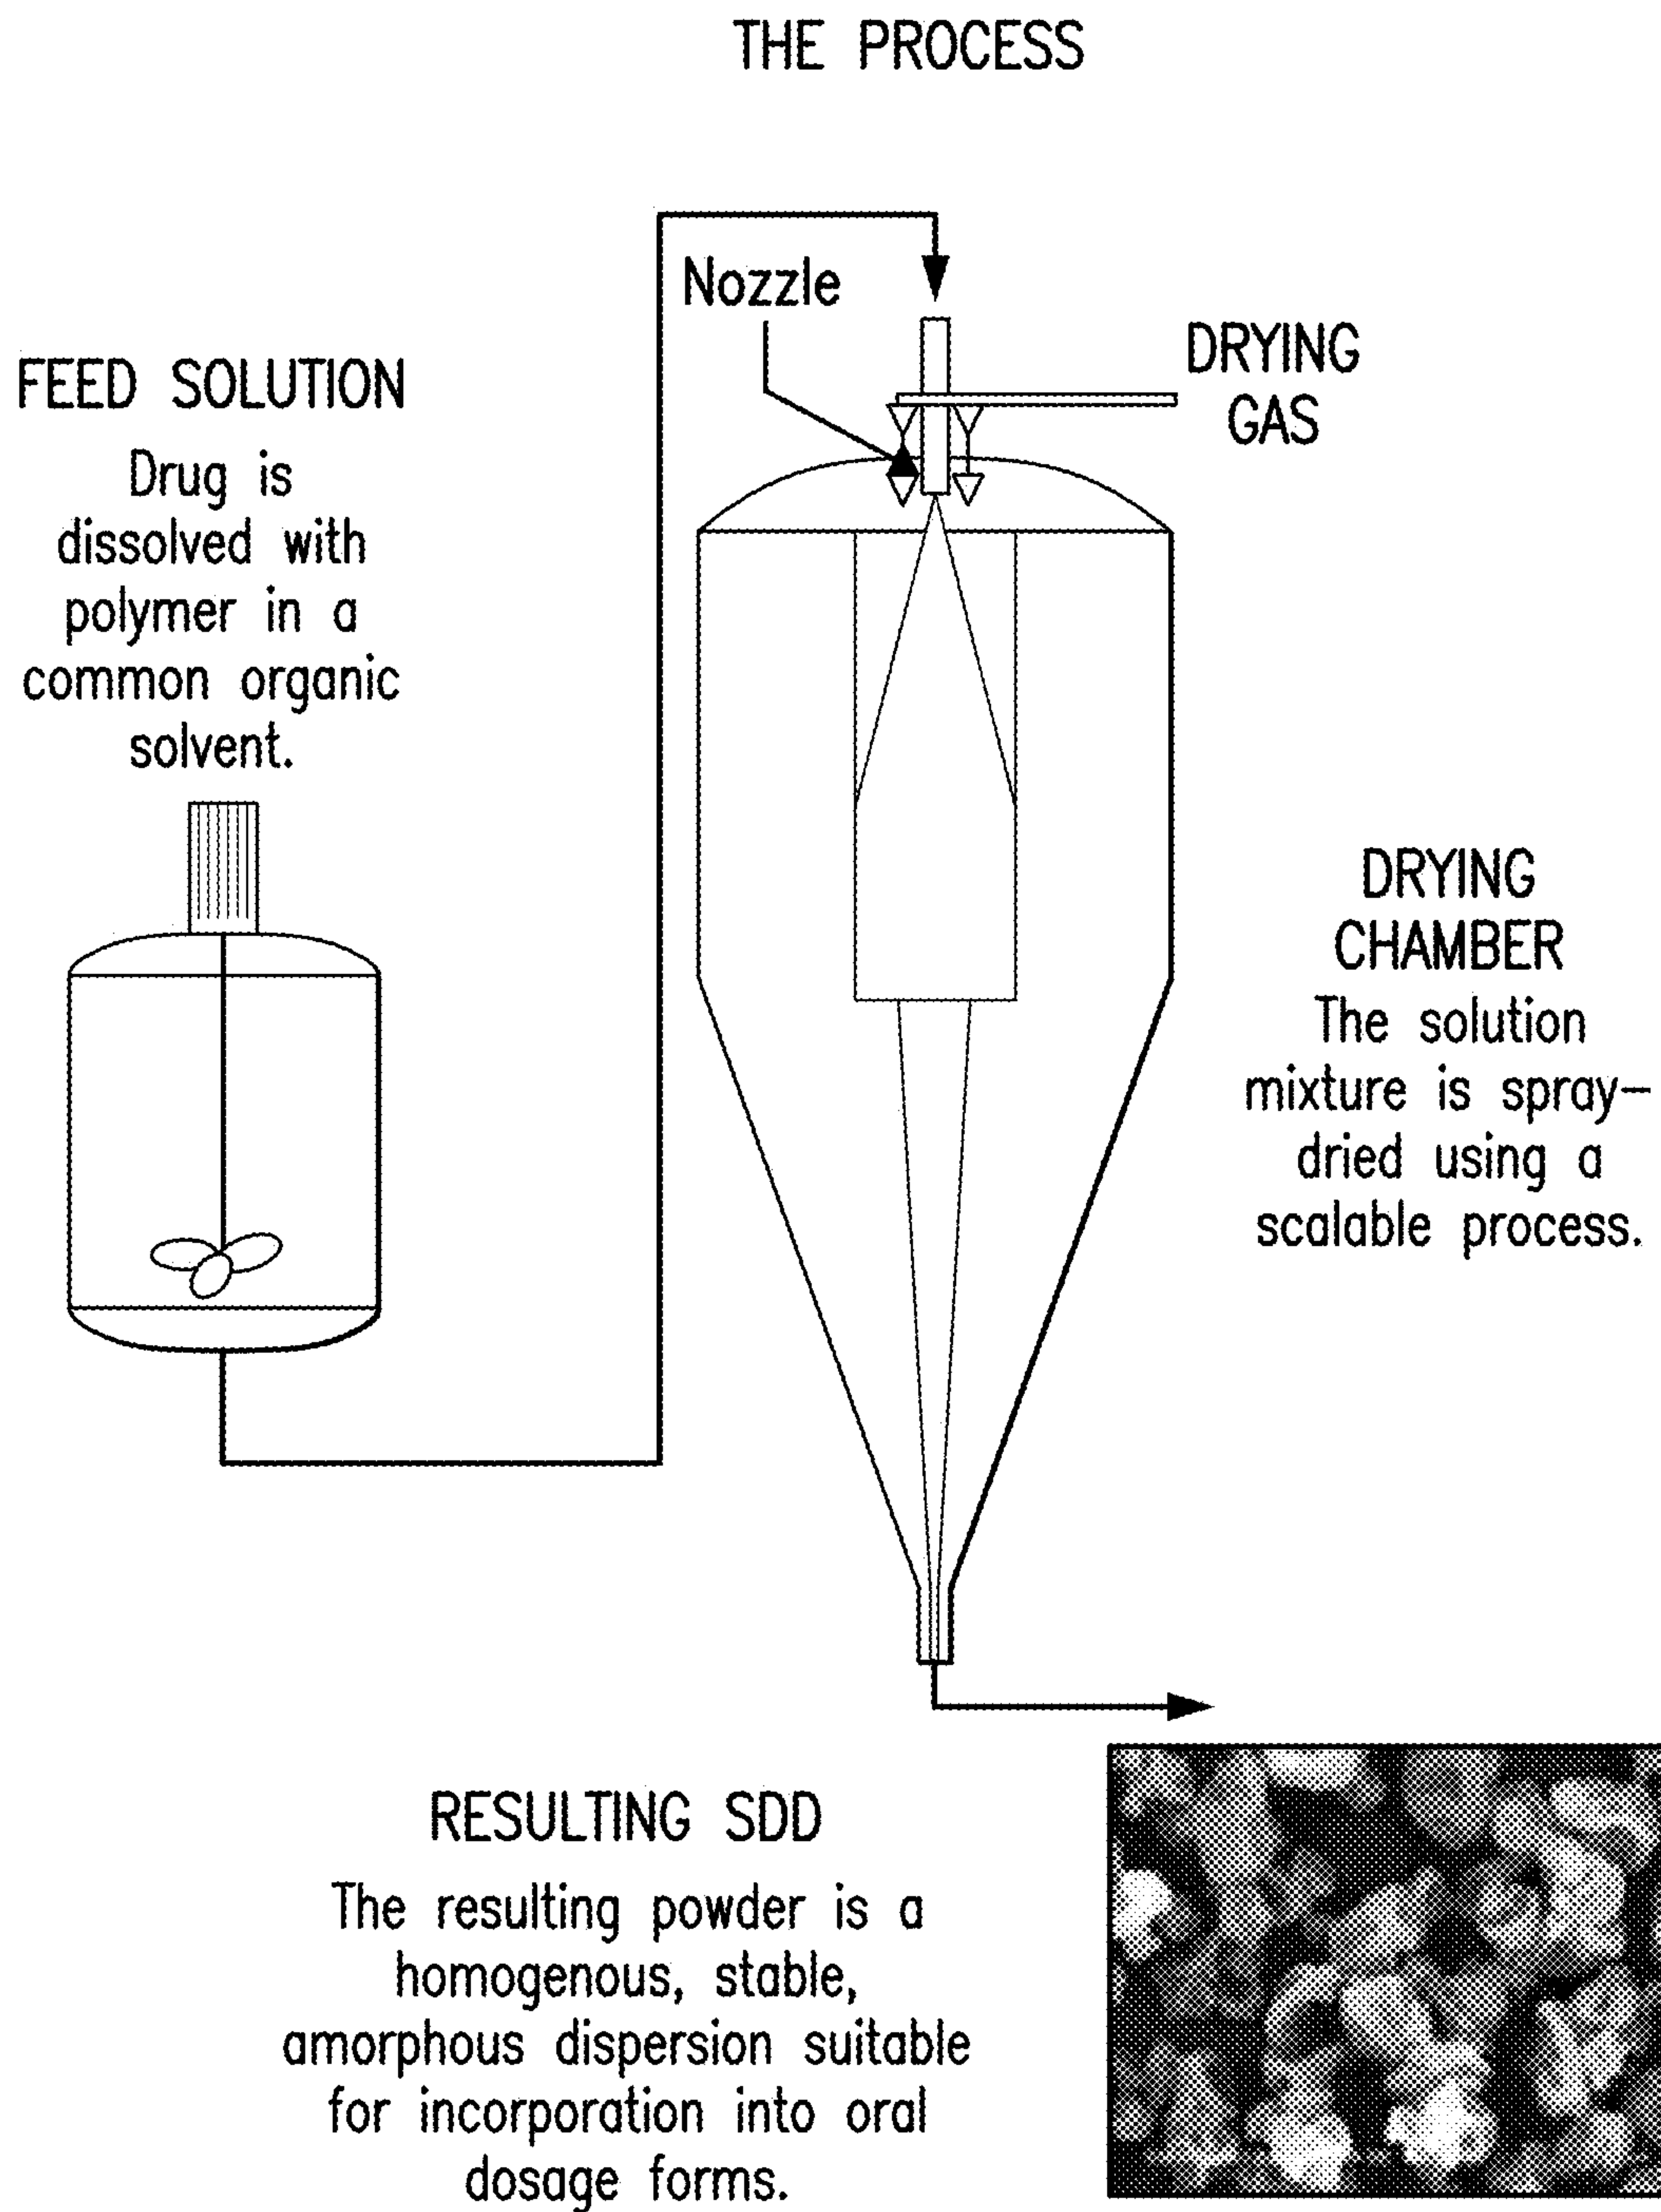 THE PROCESS
Nozzle
DRYING
GAS
FEED SOLUTION
Drug is
dissolved with
polymer in a
common organic
solvent.
DRYING
CHAMBER
The solution
mixture is spray-
dried using a
scalable process.
RESULTING SDD
The resulting powder is a
homogenous, stable,
amorphous dispersion suitable
for incorporation into oral
dosage forms.